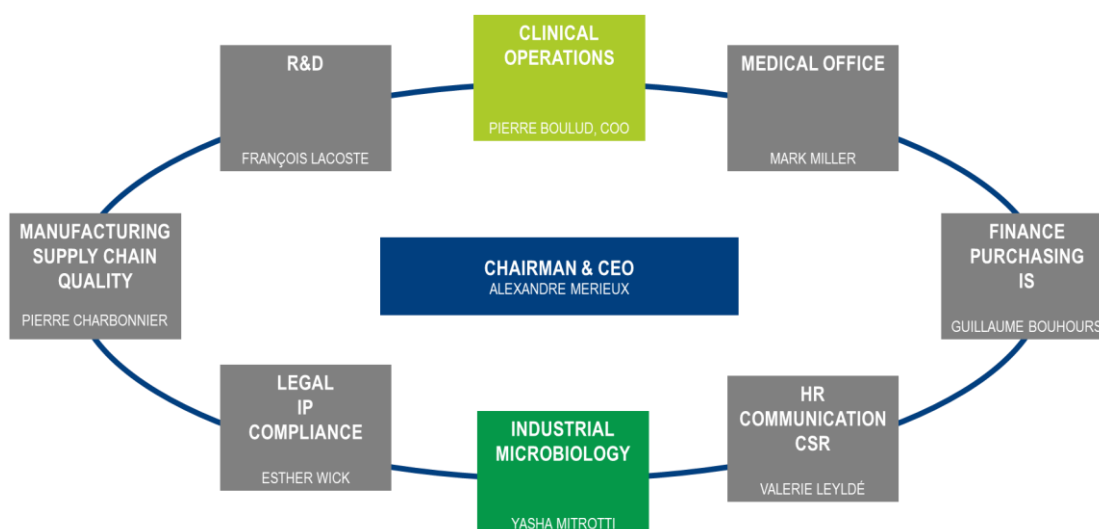 CLINICAL
OPERATIONS
PIERRE BOULUD, COO
R&D
FRANÇOIS LACOSTE
MEDICAL OFFICE
MARK MILLER
MANUFACTURING
SUPPLY CHAIN
QUALITY
PIERRE CHARBONNIER
CHAIRMAN & CEO
ALEXANDRE MERIEUX
FINANCE
PURCHASING
IS
GUILLAUME BOUHOURS
LEGAL
IP
COMPLIANCE
ESTHER WICK
INDUSTRIAL
MICROBIOLOGY
YASHA MITROTTI
HR
COMMUNICATION
CSR
VALERIE LEYLDÉ